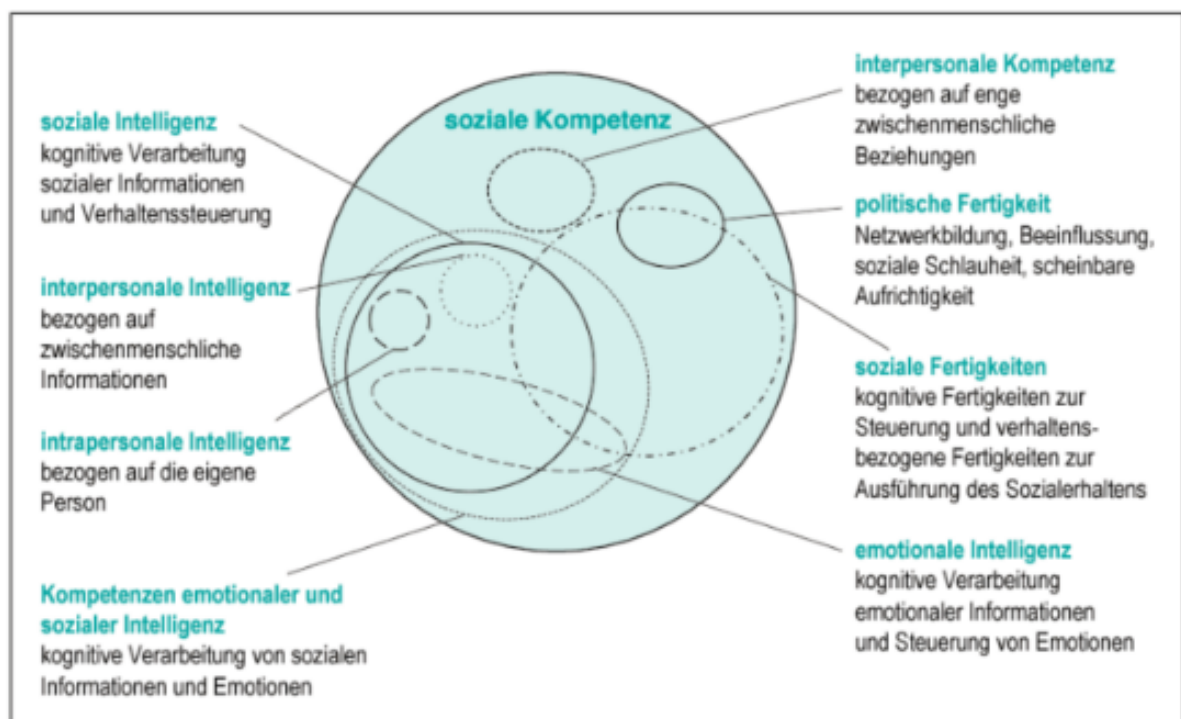 soziale Kompetenz
soziale Intelligenz
kognitive Verarbeitung
sozialer Informationen
und Verhaltenssteuerung
interpersonale Intelligenz
bezogen auf
zwischenmenschliche
Informationen
intrapersonale Intelligenz
bezogen auf die eigene
Person
Kompetenzen emotionaler und
sozialer Intelligenz
kognitive Verarbeitung von sozialen
Informationen und Emotionen
interpersonale Kompetenz
bezogen auf enge
zwischenmenschliche
Beziehungen
politische Fertigkeit
Netzwerkbildung, Beeinflussung,
soziale Schlauheit, scheinbare
Aufrichtigkeit
soziale Fertigkeiten
kognitive Fertigkeiten zur
Steuerung und verhaltens-
bezogene Fertigkeiten zur
Ausführung des Sozialerhaltens
emotionale Intelligenz
kognitive Verarbeitung
emotionaler Informationen
und Steuerung von Emotionen